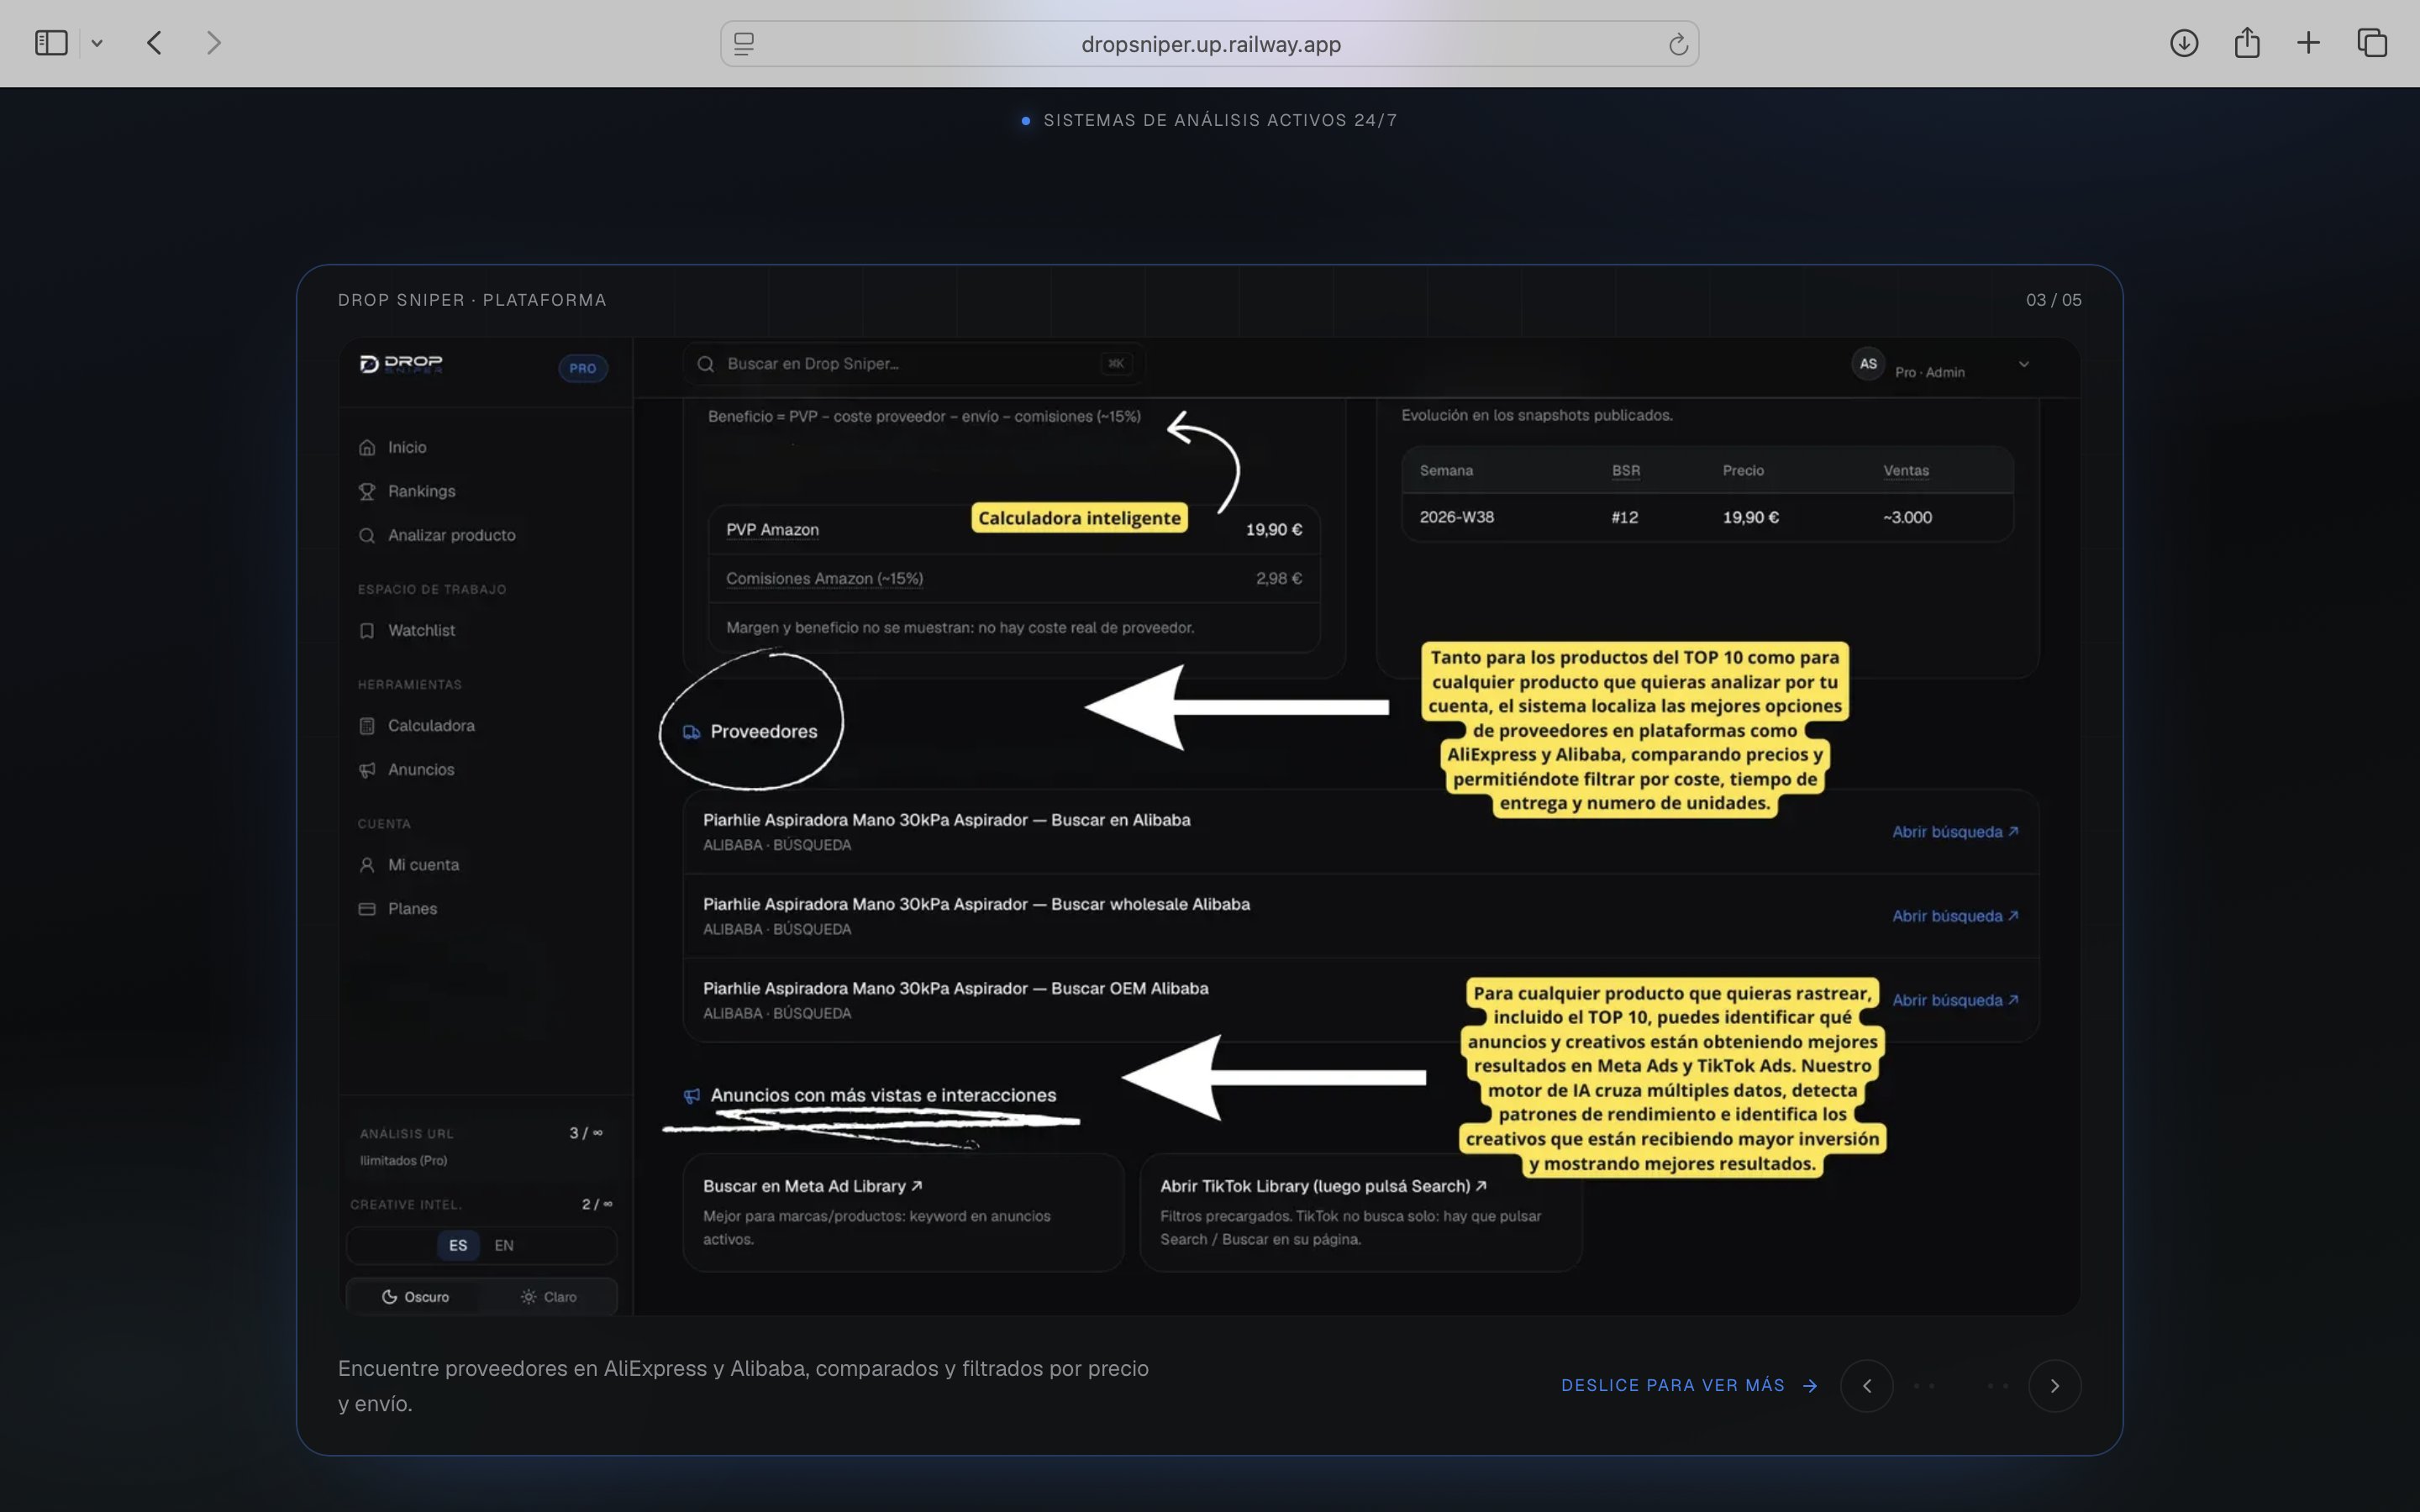 dropsniper.up.railway.app
SISTEMAS DE ANÁLISIS ACTIVOS 24/7
DROP SNIPER · PLATAFORMA
03 / 05
DROP
SNIPER
PRO
Buscar en Drop Sniper...
⌘K
AS
Pro · Admin
Inicio
Rankings
Analizar producto
ESPACIO DE TRABAJO
Watchlist
HERRAMIENTAS
Calculadora
Anuncios
CUENTA
Mi cuenta
Planes
ANÁLISIS URL
3 / ∞
Ilimitados (Pro)
CREATIVE INTEL.
2 / ∞
ES EN
Oscuro Claro
Beneficio = PVP – coste proveedor – envío – comisiones (~15%)
Calculadora inteligente
PVP Amazon 19,90 €
Comisiones Amazon (~15%) 2,98 €
Margen y beneficio no se muestran: no hay coste real de proveedor.
Evolución en los snapshots publicados.
Semana BSR Precio Ventas
2026-W38 #12 19,90 € ~3.000
Proveedores
Tanto para los productos del TOP 10 como para
cualquier producto que quieras analizar por tu
cuenta, el sistema localiza las mejores opciones
de proveedores en plataformas como
AliExpress y Alibaba, comparando precios y
permitiéndote filtrar por coste, tiempo de
entrega y numero de unidades.
Piarhlie Aspiradora Mano 30kPa Aspirador — Buscar en Alibaba
ALIBABA · BÚSQUEDA
Abrir búsqueda ↗
Piarhlie Aspiradora Mano 30kPa Aspirador — Buscar wholesale Alibaba
ALIBABA · BÚSQUEDA
Abrir búsqueda ↗
Piarhlie Aspiradora Mano 30kPa Aspirador — Buscar OEM Alibaba
ALIBABA · BÚSQUEDA
Abrir búsqueda ↗
Para cualquier producto que quieras rastrear,
incluido el TOP 10, puedes identificar qué
anuncios y creativos están obteniendo mejores
resultados en Meta Ads y TikTok Ads. Nuestro
motor de IA cruza múltiples datos, detecta
patrones de rendimiento e identifica los
creativos que están recibiendo mayor inversión
y mostrando mejores resultados.
Anuncios con más vistas e interacciones
Buscar en Meta Ad Library ↗
Mejor para marcas/productos: keyword en anuncios
activos.
Abrir TikTok Library (luego pulsá Search) ↗
Filtros precargados. TikTok no busca solo: hay que pulsar
Search / Buscar en su página.
Encuentre proveedores en AliExpress y Alibaba, comparados y filtrados por precio
y envío.
DESLICE PARA VER MÁS →